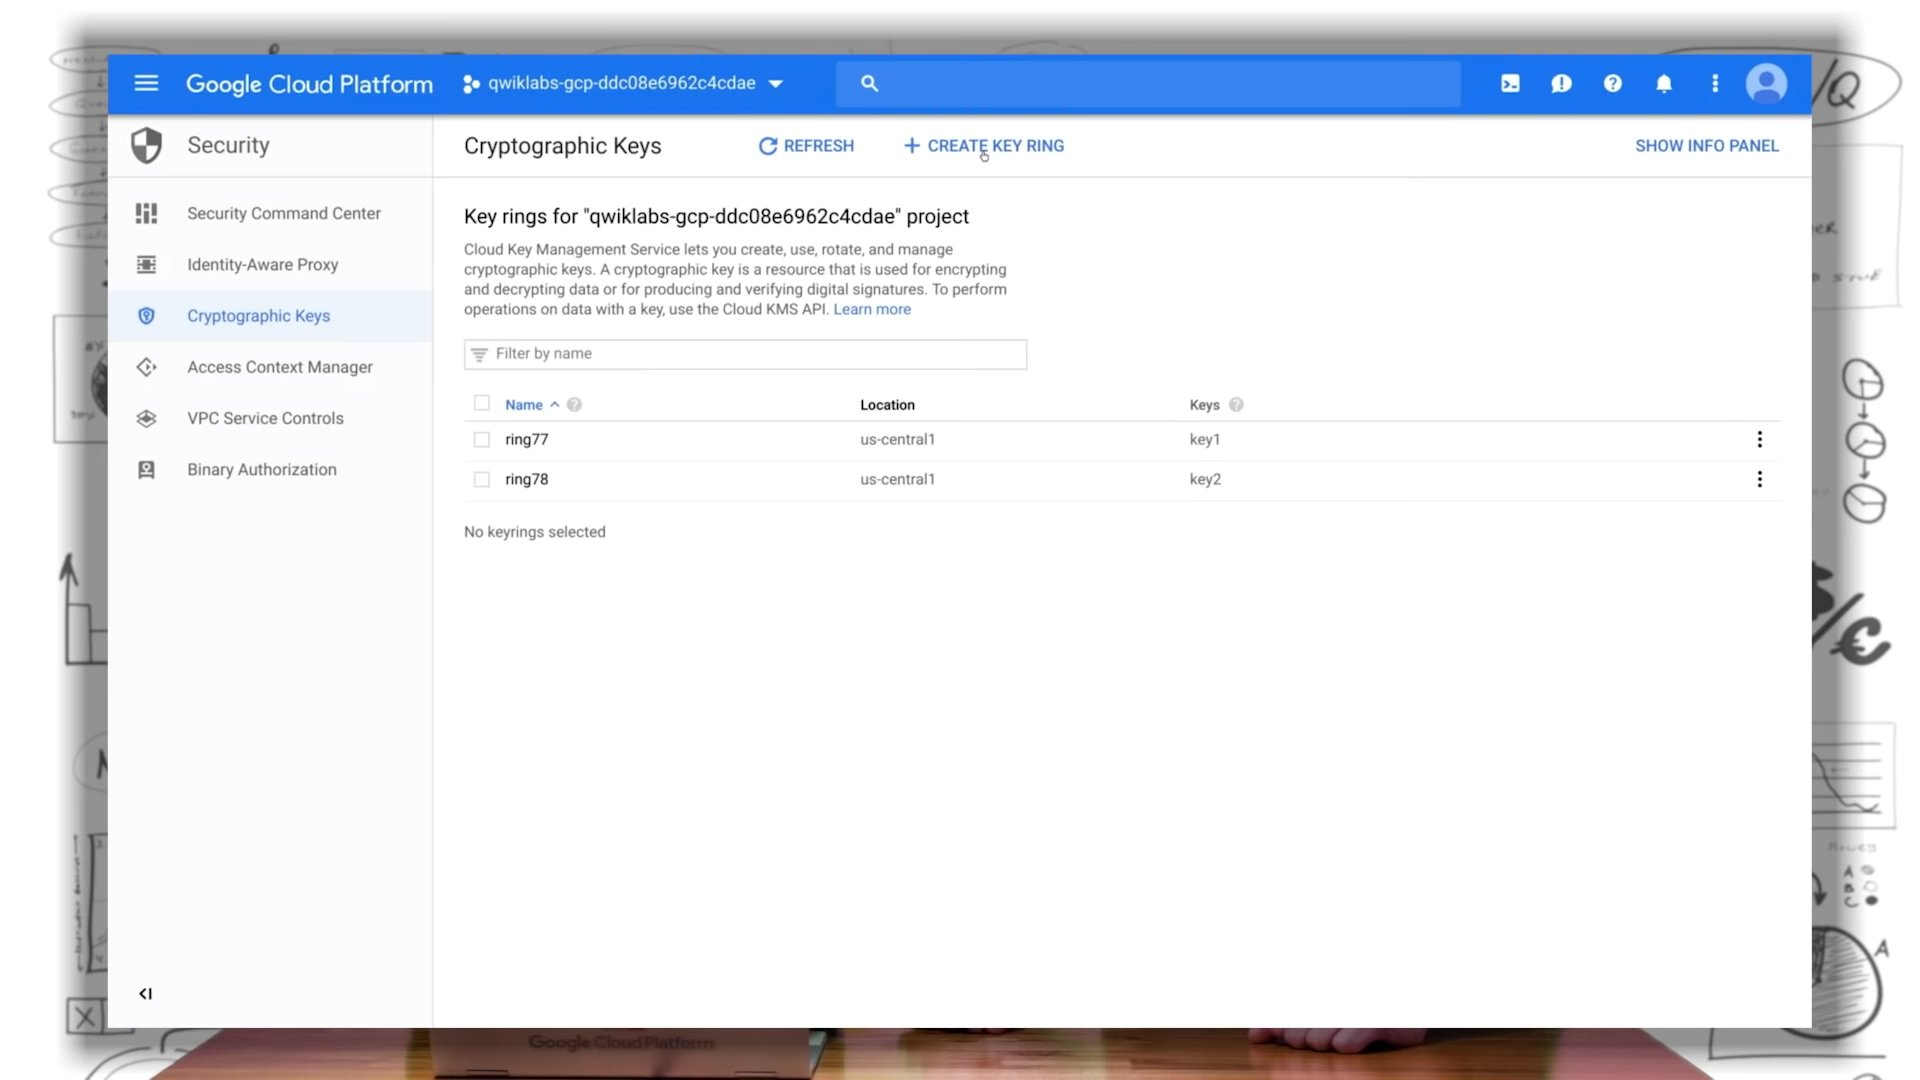 Google Cloud Platform
qwiklabs-gcp-ddc08e6962c4cdae
Security
Cryptographic Keys
REFRESH
CREATE KEY RING
SHOW INFO PANEL
Security Command Center
Identity-Aware Proxy
Cryptographic Keys
Access Context Manager
VPC Service Controls
Binary Authorization
Key rings for "qwiklabs-gcp-ddc08e6962c4cdae" project
Cloud Key Management Service lets you create, use, rotate, and manage
cryptographic keys. A cryptographic key is a resource that is used for encrypting
and decrypting data or for producing and verifying digital signatures. To perform
operations on data with a key, use the Cloud KMS API. Learn more
Filter by name
Name Location Keys
ring77 us-central1 key1
ring78 us-central1 key2
No keyrings selected
/Q
$/€
A
B
C
A
Google Cloud Platform